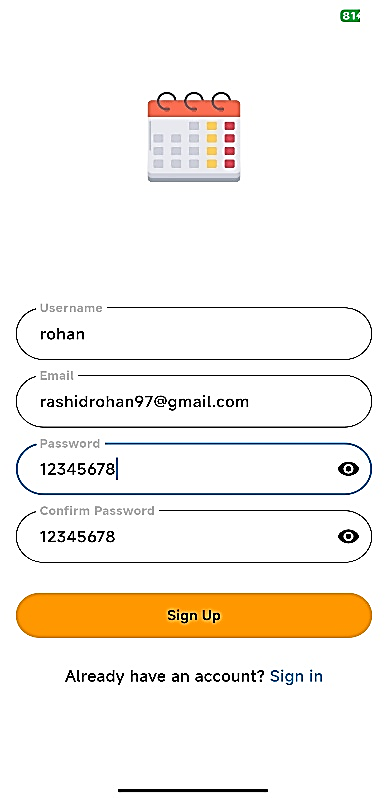 Username
rohan
Email
rashidrohan97@gmail.com
Password
12345678
Confirm Password
12345678
Sign Up
Already have an account? Sign in